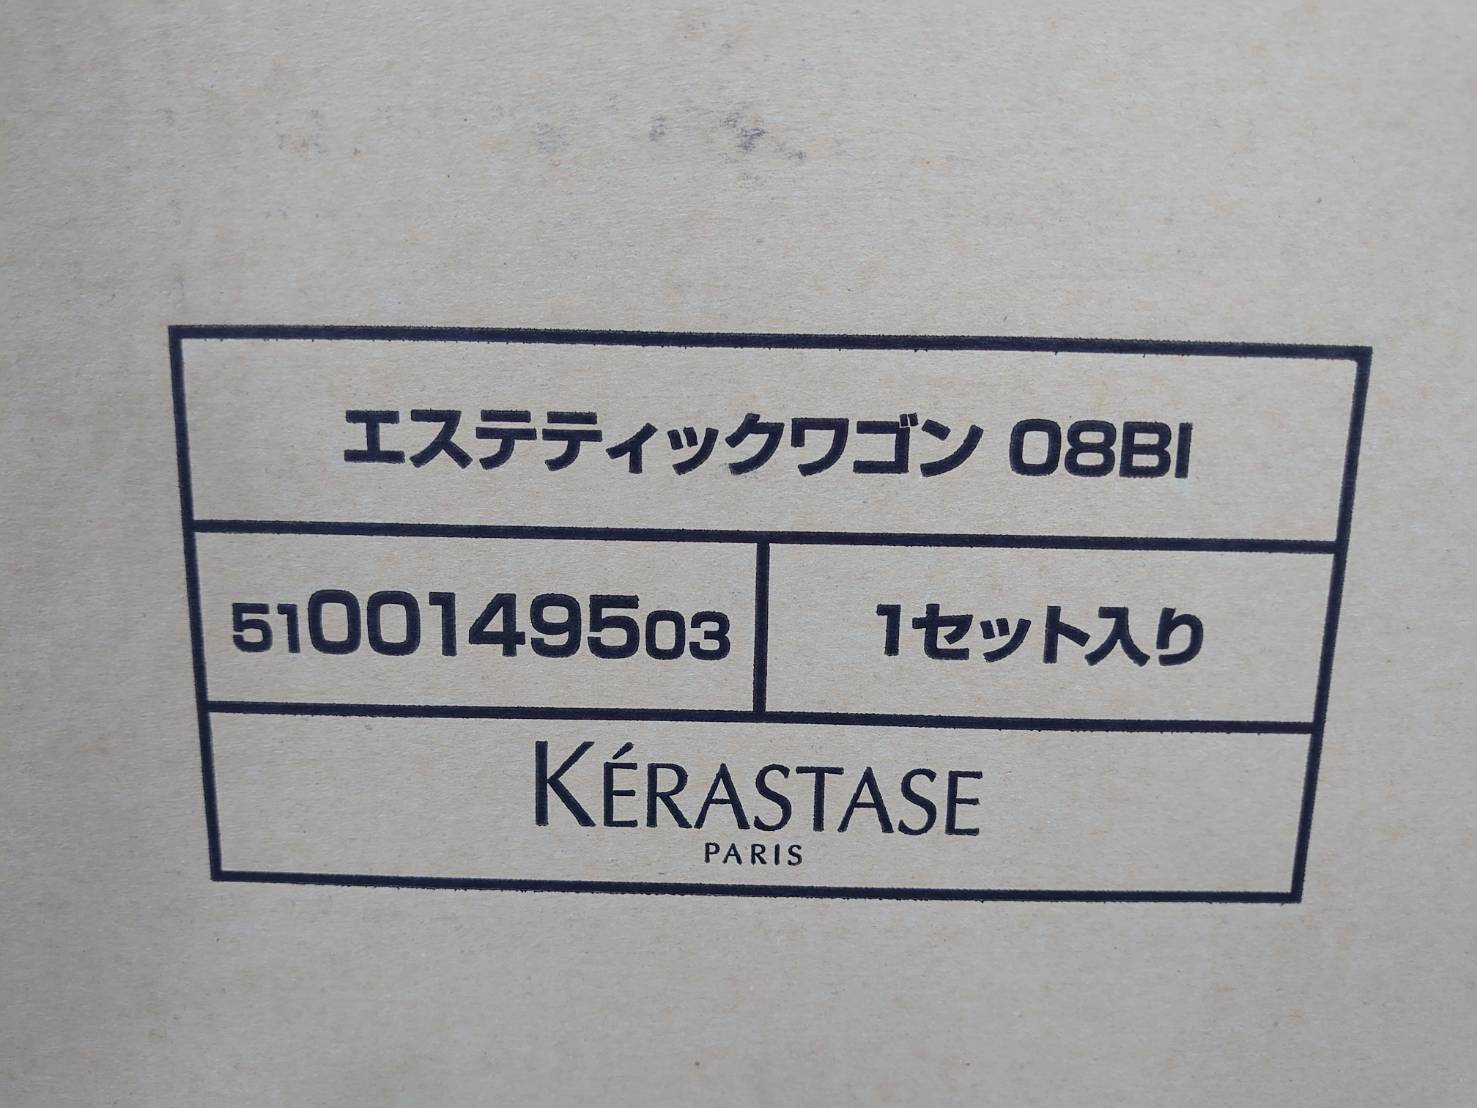 エステティックワゴン 08BI
5100149503
1セット入り
KÉRASTASE
PARIS